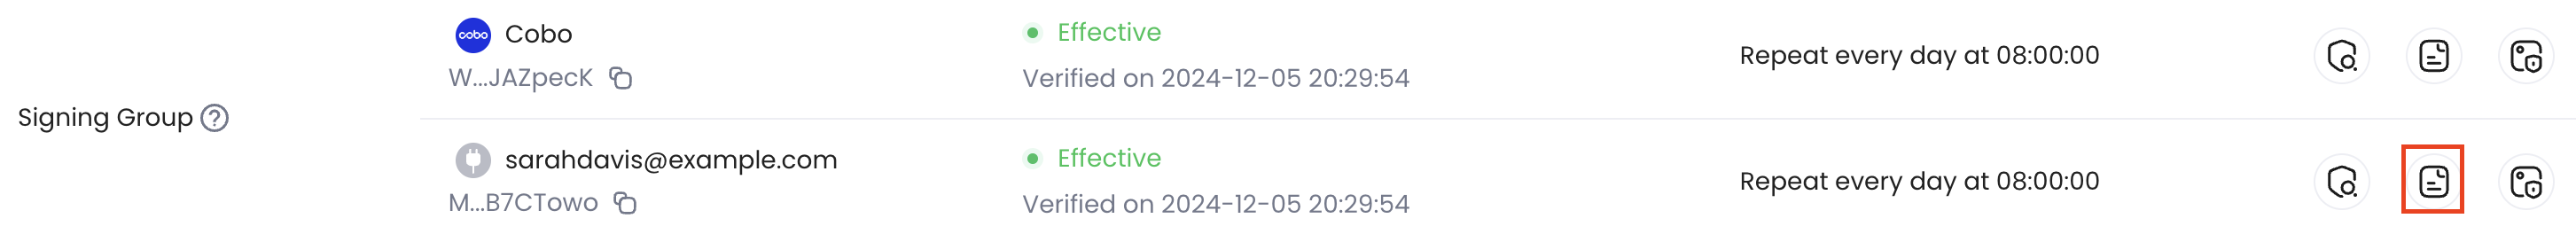 Signing Group ?
cobo Cobo
W...JAZpecK
Effective
Verified on 2024-12-05 20:29:54
Repeat every day at 08:00:00
sarahdavis@example.com
M...B7CTowo
Effective
Verified on 2024-12-05 20:29:54
Repeat every day at 08:00:00